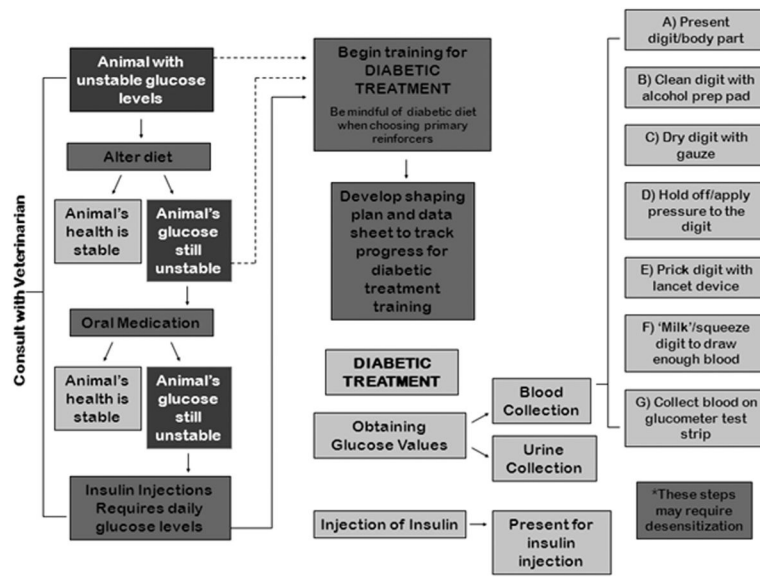 Consult with Veterinarian
Animal with
unstable glucose
levels
Alter diet
Animal's
health is
stable
Animal's
glucose
still
unstable
Oral Medication
Animal's
health is
stable
Animal's
glucose
still
unstable
Insulin Injections
Requires daily
glucose levels
Begin training for
DIABETIC
TREATMENT
Be mindful of diabetic diet
when choosing primary
reinforcers
Develop shaping
plan and data
sheet to track
progress for
diabetic
treatment
training
DIABETIC
TREATMENT
Obtaining
Glucose Values
Blood
Collection
Urine
Collection
Injection of Insulin
Present for
insulin
injection
A) Present
digit/body part
B) Clean digit with
alcohol prep pad
C) Dry digit with
gauze
D) Hold off/apply
pressure to the
digit
E) Prick digit with
lancet device
F) 'Milk'/squeeze
digit to draw
enough blood
G) Collect blood on
glucometer test
strip
*These steps
may require
desensitization